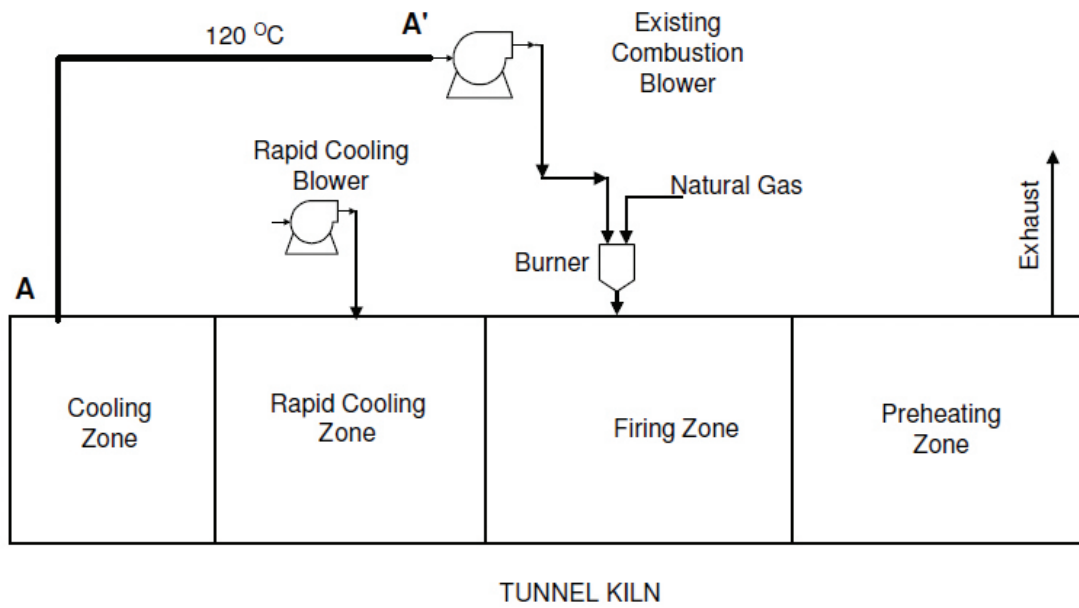 120 °C
A'
Existing
Combustion
Blower
Rapid Cooling
Blower
Natural Gas
Burner
Exhaust
A
Cooling
Zone
Rapid Cooling
Zone
Firing Zone
Preheating
Zone
TUNNEL KILN